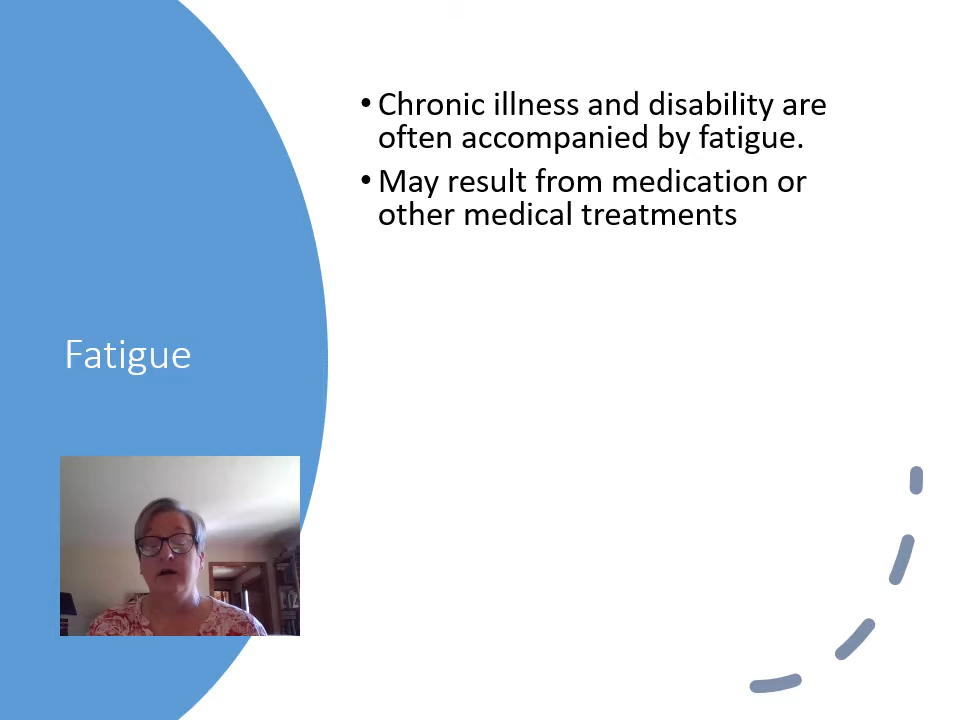 • Chronic illness and disability are
often accompanied by fatigue.
• May result from medication or
other medical treatments
Fatigue